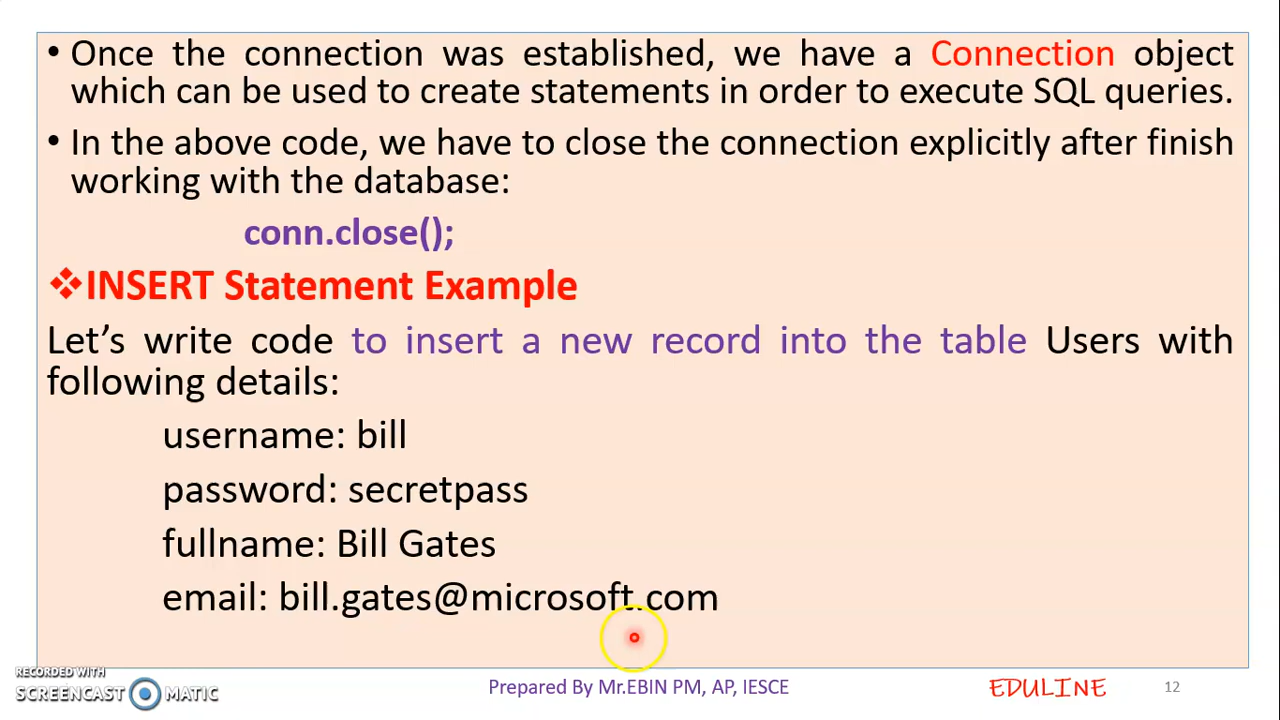 • Once the connection was established, we have a Connection object
which can be used to create statements in order to execute SQL queries.
• In the above code, we have to close the connection explicitly after finish
working with the database:
conn.close();
❖INSERT Statement Example
Let’s write code to insert a new record into the table Users with
following details:
username: bill
password: secretpass
fullname: Bill Gates
email: bill.gates@microsoft.com
RECORDED WITH
SCREENCAST MATIC
Prepared By Mr.EBIN PM, AP, IESCE
EDULINE
12